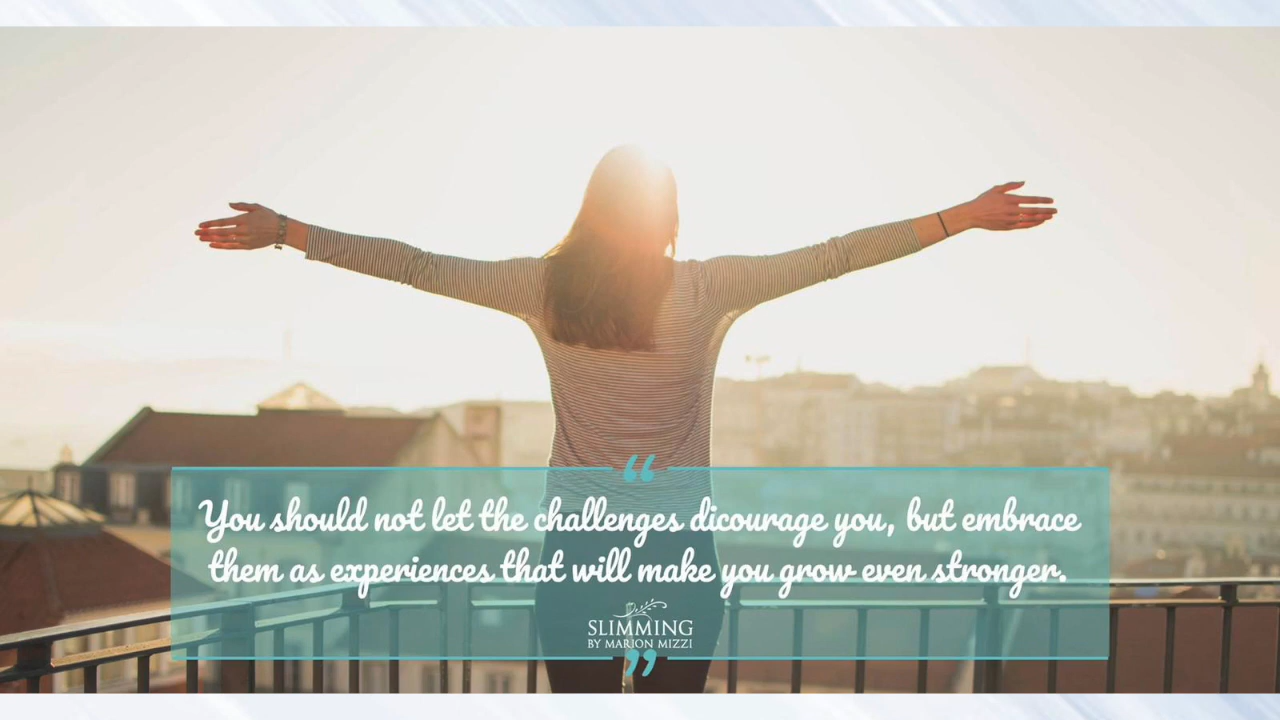 “
You should not let the challenges dicourage you, but embrace
them as experiences that will make you grow even stronger.
SLIMMING
BY MARION MIZZI
”